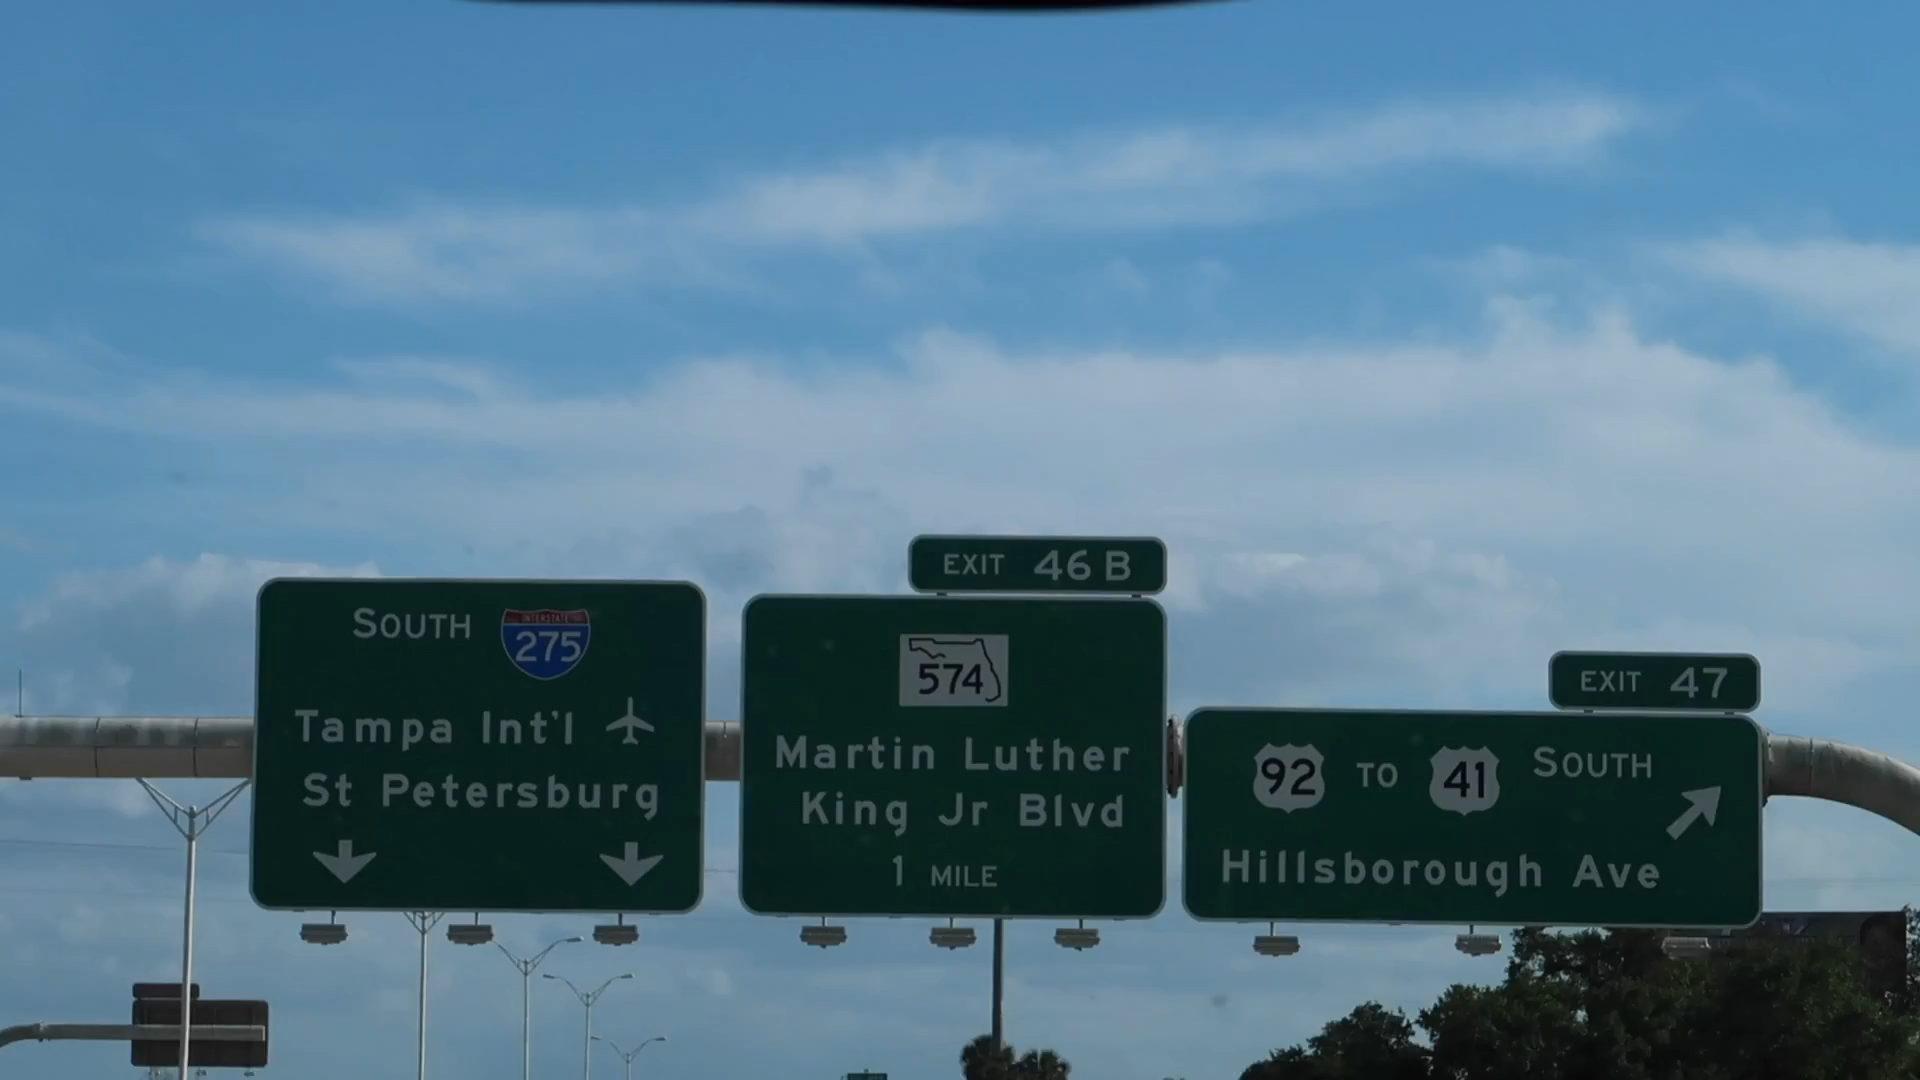 SOUTH INTERSTATE 275
Tampa Int'l
St Petersburg
EXIT 46 B
574
Martin Luther
King Jr Blvd
1 MILE
EXIT 47
92 TO 41 SOUTH
Hillsborough Ave